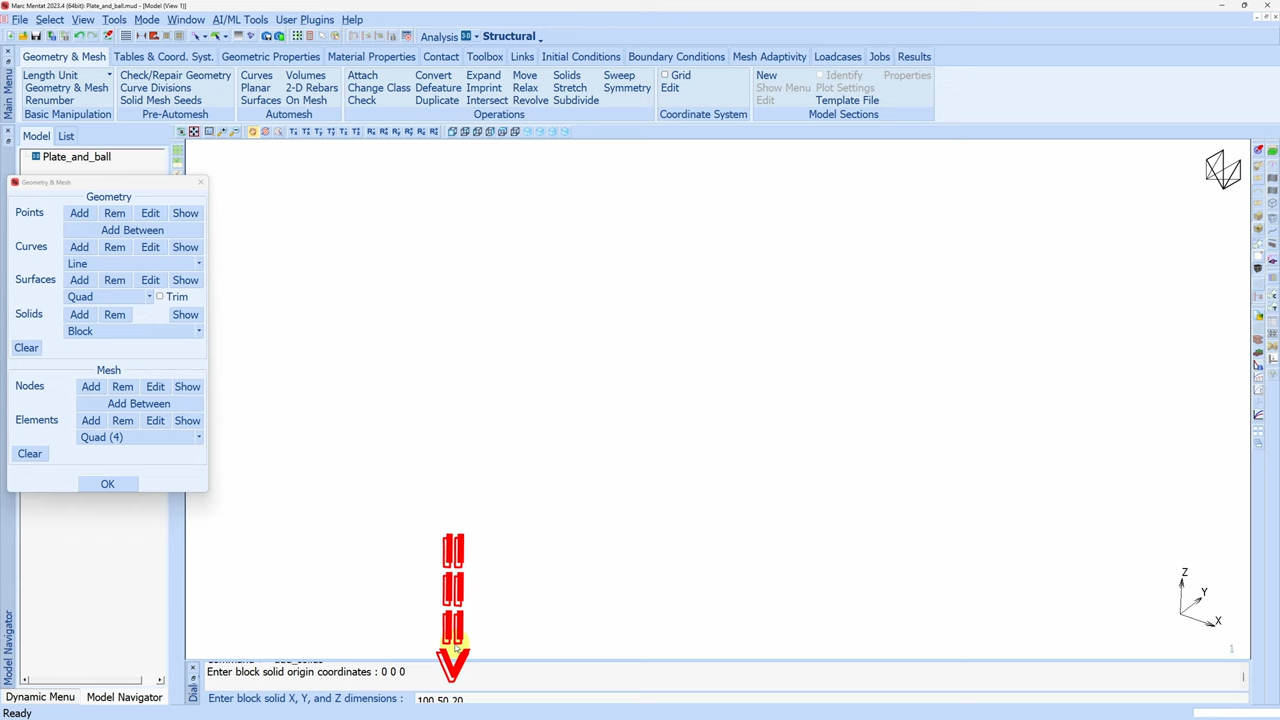 Marc Mentat 2023.4 (64bit): Plate_and_ball.mud - [Model (View 1)]
File Select View Tools Mode Window AI/ML Tools User Plugins Help
Analysis Structural
Geometry & Mesh Tables & Coord. Syst. Geometric Properties Material Properties Contact Toolbox Links Initial Conditions Boundary Conditions Mesh Adaptivity Loadcases Jobs Results
Length Unit Check/Repair Geometry Curves Volumes Attach Convert Expand Move Solids Sweep Grid New Identify Properties
Geometry & Mesh Curve Divisions Planar 2-D Rebars Change Class Defeature Imprint Relax Stretch Symmetry Edit Show Menu Plot Settings
Renumber Solid Mesh Seeds Surfaces On Mesh Check Duplicate Intersect Revolve Subdivide Edit Template File
Basic Manipulation Pre-Automesh Automesh Operations Coordinate System Model Sections
Main Menu
Model List
Plate_and_ball
Geometry & Mesh
Geometry
Points Add Rem Edit Show
Add Between
Curves Add Rem Edit Show
Line
Surfaces Add Rem Edit Show
Quad Trim
Solids Add Rem Show
Block
Clear
Mesh
Nodes Add Rem Edit Show
Add Between
Elements Add Rem Edit Show
Quad (4)
Clear
OK
Z
Y
X
1
Model Navigator
Enter block solid origin coordinates : 0 0 0
Enter block solid X, Y, and Z dimensions : 100 50 20
Dynamic Menu Model Navigator
Ready